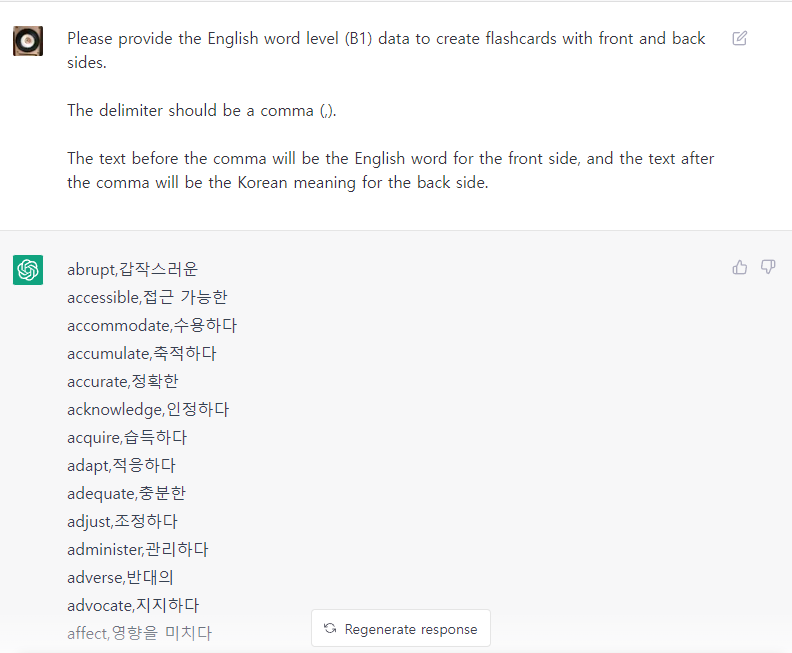 Please provide the English word level (B1) data to create flashcards with front and back
sides.
The delimiter should be a comma (,).
The text before the comma will be the English word for the front side, and the text after
the comma will be the Korean meaning for the back side.
abrupt,갑작스러운
accessible,접근 가능한
accommodate,수용하다
accumulate,축적하다
accurate,정확한
acknowledge,인정하다
acquire,습득하다
adapt,적응하다
adequate,충분한
adjust,조정하다
administer,관리하다
adverse,반대의
advocate,지지하다
affect,영향을 미치다
Regenerate response